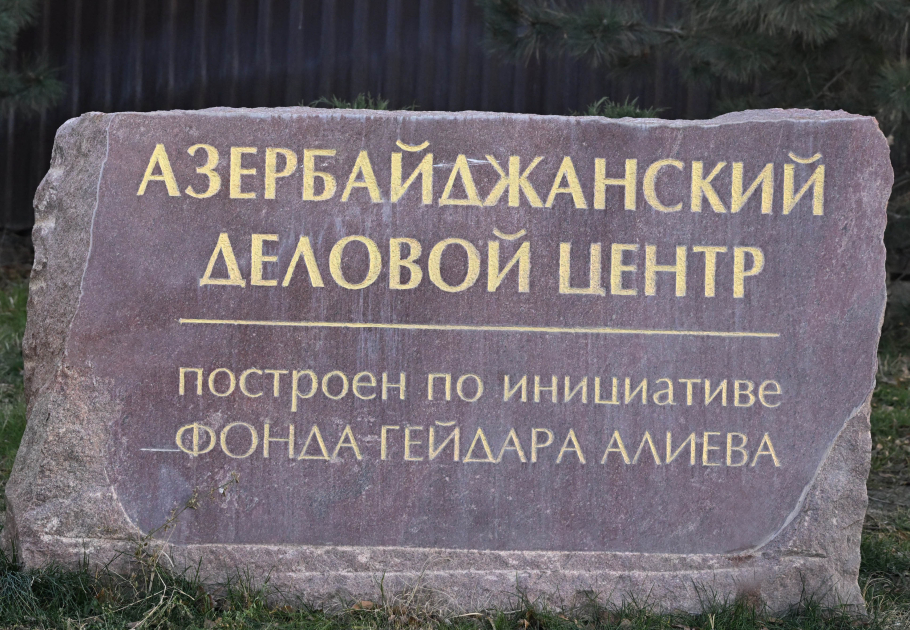 АЗЕРБАЙДЖАНСКИЙ
ДЕЛОВОЙ ЦЕНТР
построен по инициативе
ФОНДА ГЕЙДАРА АЛИЕВА